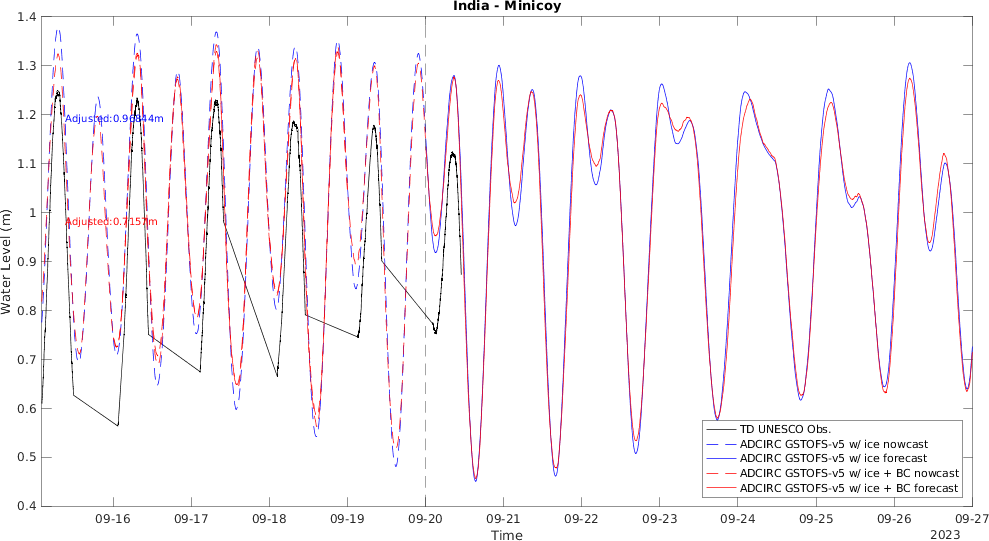 India - Minicoy
1.4
1.3
1.2
1.1
1
0.9
0.8
0.7
0.6
0.5
0.4
Water Level (m)
Adjusted:0.96844m
Adjusted:0.7157m
TD UNESCO Obs.
ADCIRC GSTOFS-v5 w/ ice nowcast
ADCIRC GSTOFS-v5 w/ ice forecast
ADCIRC GSTOFS-v5 w/ ice + BC nowcast
ADCIRC GSTOFS-v5 w/ ice + BC forecast
09-16 09-17 09-18 09-19 09-20 09-21 09-22 09-23 09-24 09-25 09-26 09-27
Time
2023